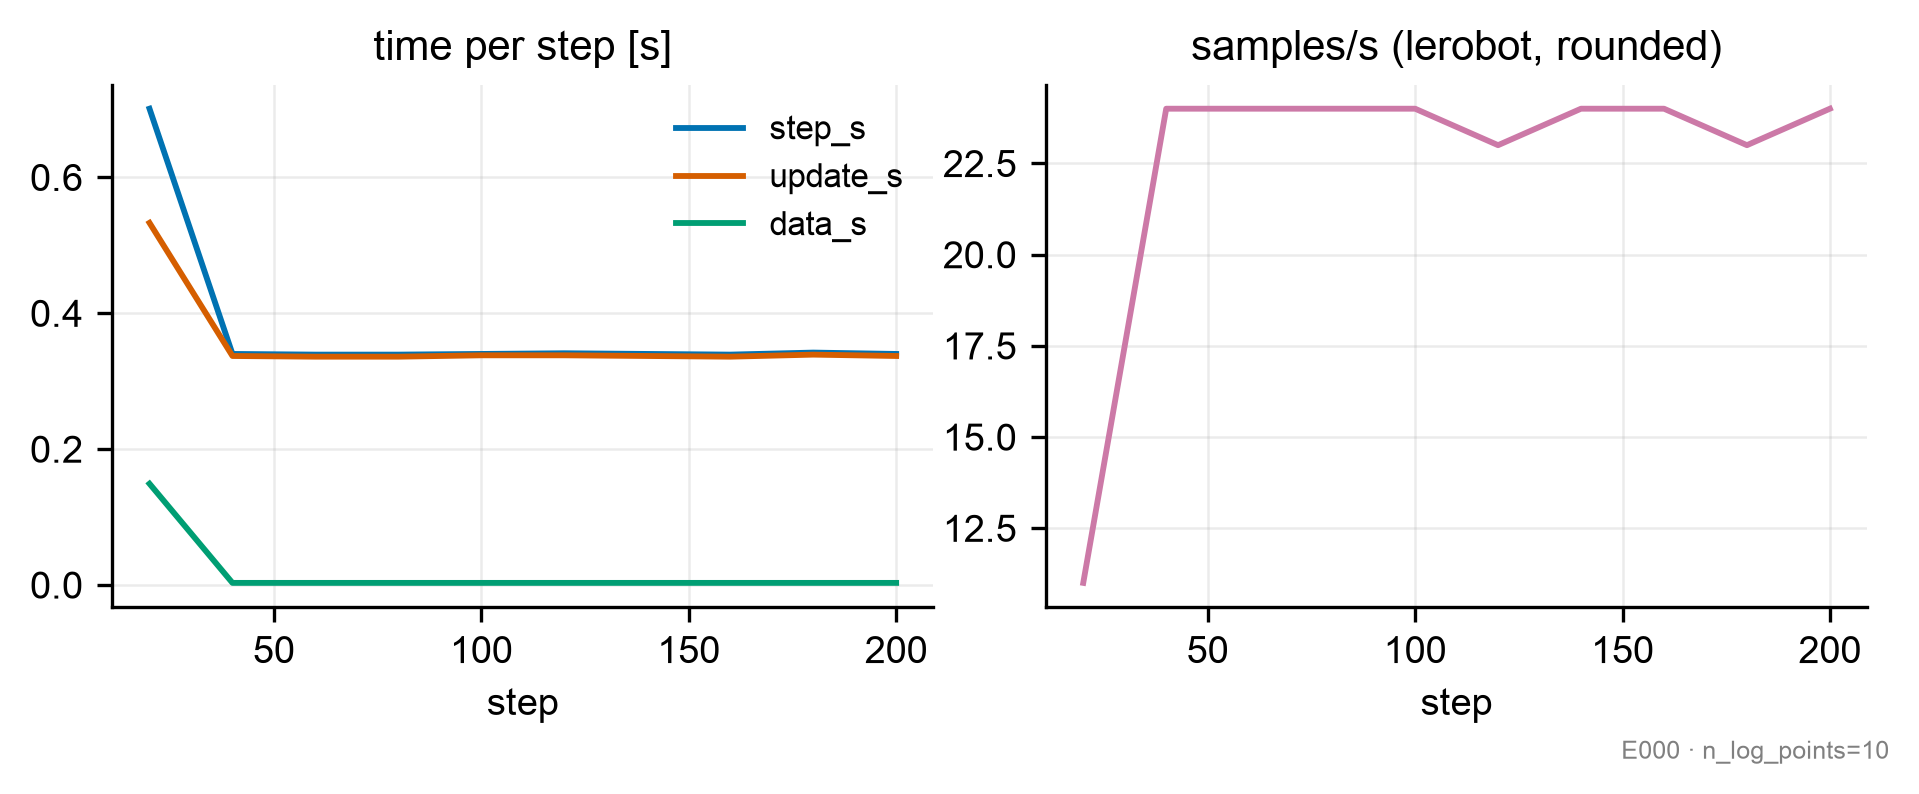 time per step [s]
step_s
update_s
data_s
0.6
0.4
0.2
0.0
50 100 150 200
step
samples/s (lerobot, rounded)
22.5
20.0
17.5
15.0
12.5
50 100 150 200
step
E000 · n_log_points=10